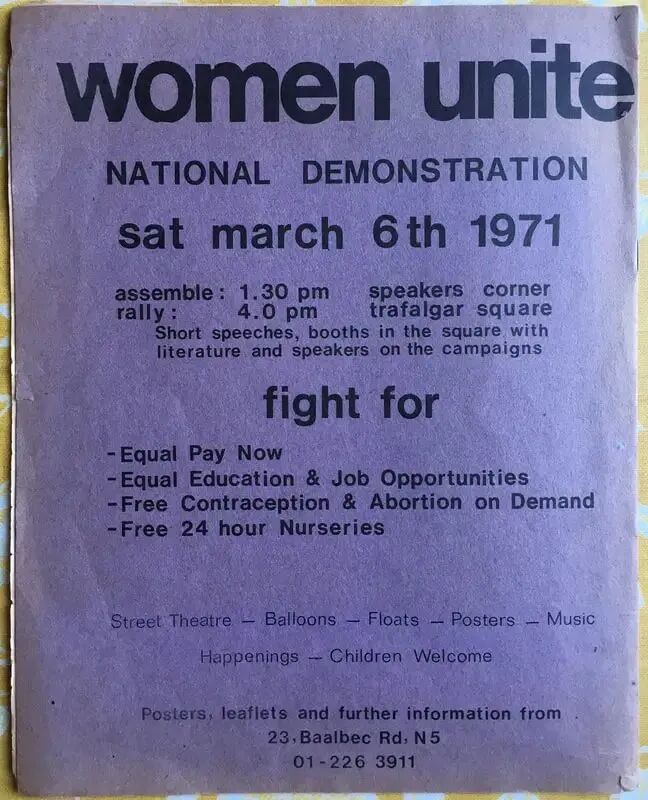 women unite
NATIONAL DEMONSTRATION
sat march 6th 1971
assemble: 1.30 pm speakers corner
rally: 4.0 pm trafalgar square
Short speeches, booths in the square with
literature and speakers on the campaigns
fight for
-Equal Pay Now
-Equal Education & Job Opportunities
-Free Contraception & Abortion on Demand
-Free 24 hour Nurseries
Street Theatre – Balloons – Floats – Posters – Music
Happenings – Children Welcome
Posters, leaflets and further information from
23, Baalbec Rd, N5
01-226 3911